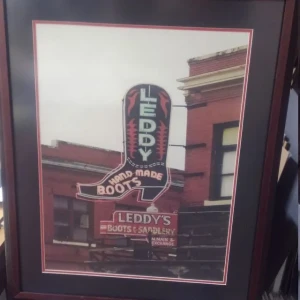 LEDDY
HAND MADE
BOOTS
LEDDY'S
BOOTS & SADDLERY